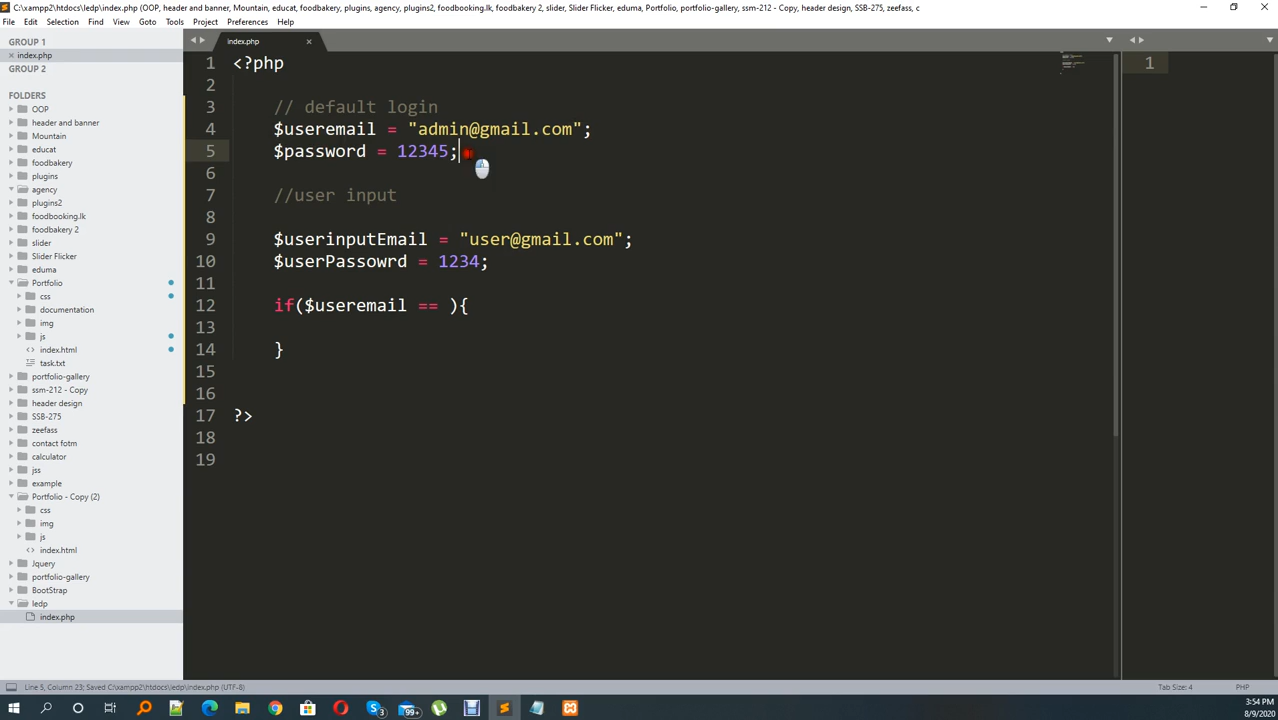 C:\xampp2\htdocs\ledp\index.php (OOP, header and banner, Mountain, educat, foodbakery, plugins, agency, plugins2, foodbooking.lk, foodbakery 2, slider, Slider Flicker, eduma, Portfolio, portfolio-gallery, ssm-212 - Copy, header design, SSB-275, zeefass, c
File Edit Selection Find View Goto Tools Project Preferences Help
GROUP 1
index.php
GROUP 2
FOLDERS
OOP
header and banner
Mountain
educat
foodbakery
plugins
agency
plugins2
foodbooking.lk
foodbakery 2
slider
Slider Flicker
eduma
Portfolio
css
documentation
img
js
index.html
task.txt
portfolio-gallery
ssm-212 - Copy
header design
SSB-275
zeefass
contact fotm
calculator
jss
example
Portfolio - Copy (2)
css
img
js
index.html
Jquery
portfolio-gallery
BootStrap
ledp
index.php
index.php
1 <?php
2
3 // default login
4 $useremail = "admin@gmail.com";
5 $password = 12345;
6
7 //user input
8
9 $userinputEmail = "user@gmail.com";
10 $userPassowrd = 1234;
11
12 if($useremail == ){
13
14 }
15
16
17 ?>
18
19
1
Line 5, Column 23; Saved C:\xampp2\htdocs\ledp\index.php (UTF-8)
Tab Size: 4
PHP
3
99+
3:54 PM
8/9/2020